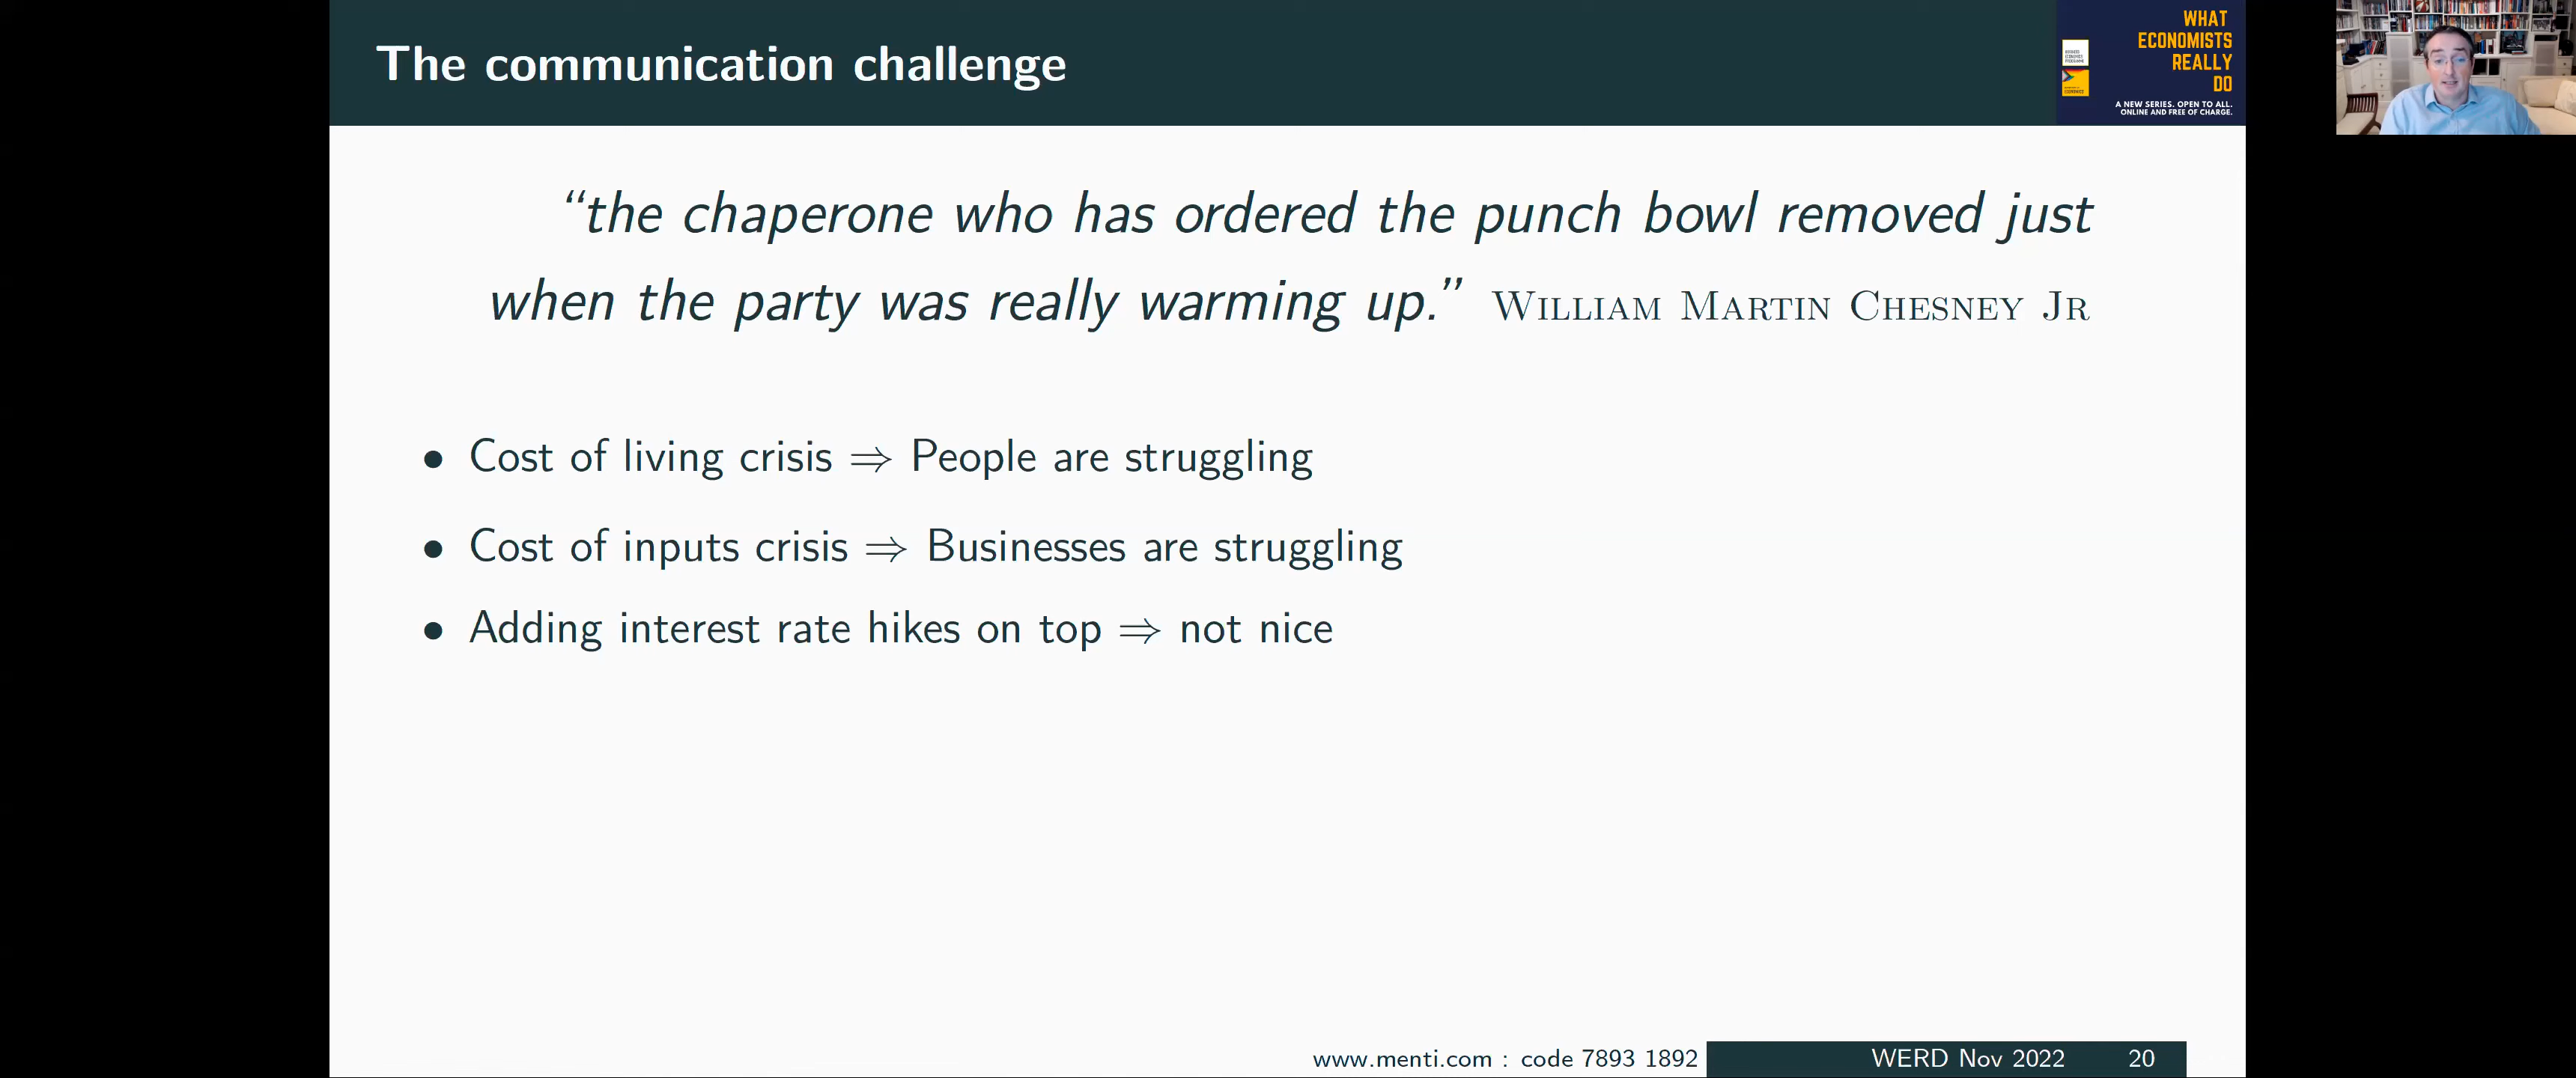 The communication challenge
WHAT
ECONOMISTS
REALLY
DO
A NEW SERIES. OPEN TO ALL.
ONLINE AND FREE OF CHARGE.
“the chaperone who has ordered the punch bowl removed just
when the party was really warming up.” WILLIAM MARTIN CHESNEY JR
• Cost of living crisis ⇒ People are struggling
• Cost of inputs crisis ⇒ Businesses are struggling
• Adding interest rate hikes on top ⇒ not nice
www.menti.com : code 7893 1892 WERD Nov 2022 20